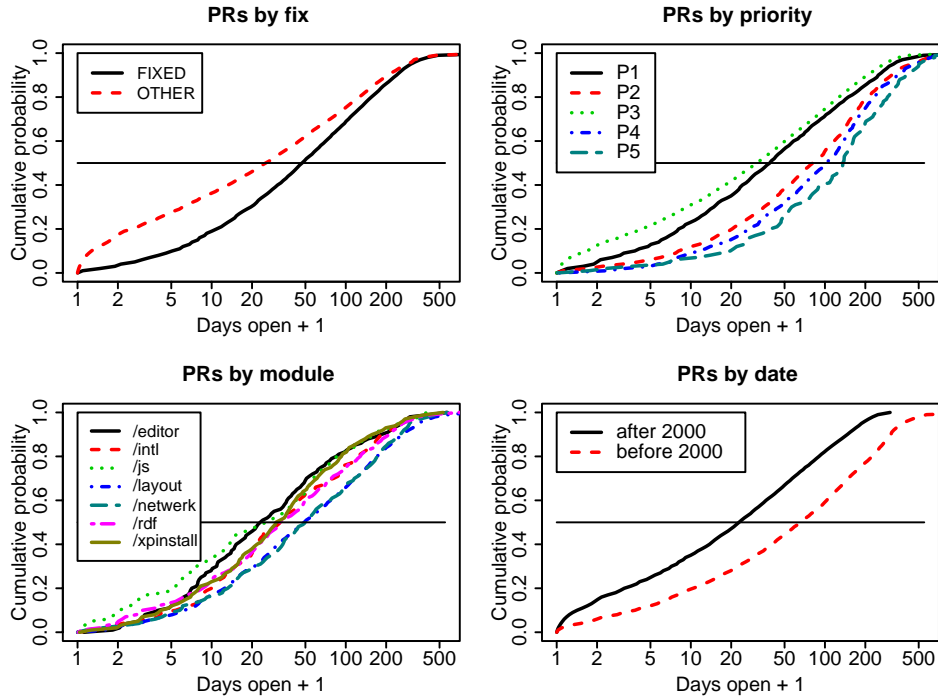 PRs by fix
Cumulative probability
0.0 0.2 0.4 0.6 0.8 1.0
FIXED
OTHER
1 2 5 10 20 50 100 500
Days open + 1
PRs by priority
Cumulative probability
0.0 0.2 0.4 0.6 0.8 1.0
P1
P2
P3
P4
P5
1 2 5 10 20 50 100 500
Days open + 1
PRs by module
Cumulative probability
0.0 0.2 0.4 0.6 0.8 1.0
/editor
/intl
/js
/layout
/netwerk
/rdf
/xpinstall
1 2 5 10 20 50 100 500
Days open + 1
PRs by date
Cumulative probability
0.0 0.2 0.4 0.6 0.8 1.0
after 2000
before 2000
1 2 5 10 20 50 100 500
Days open + 1